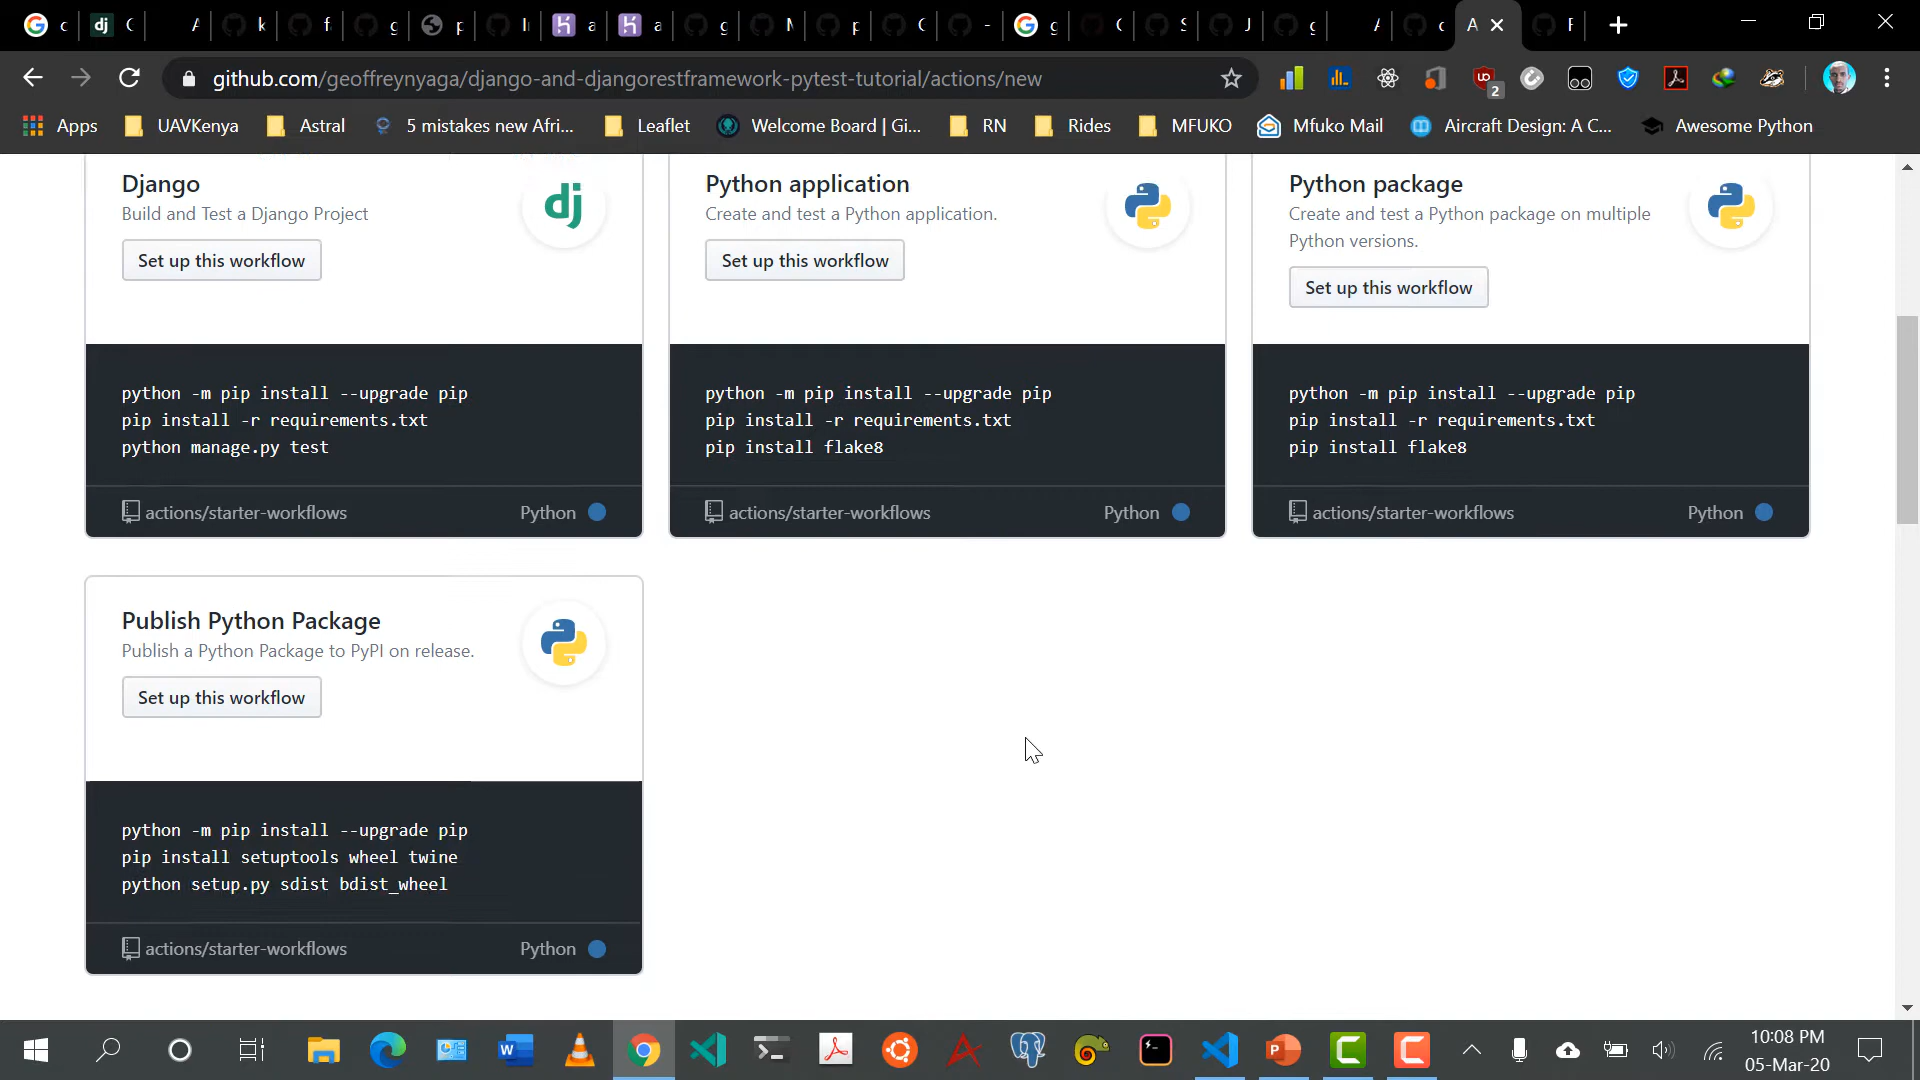 github.com/geoffreynyaga/django-and-djangorestframework-pytest-tutorial/actions/new
Apps UAVKenya Astral 5 mistakes new Afri... Leaflet Welcome Board | Gi... RN Rides MFUKO Mfuko Mail Aircraft Design: A C... Awesome Python
Django
Build and Test a Django Project
Set up this workflow
python -m pip install --upgrade pip
pip install -r requirements.txt
python manage.py test
actions/starter-workflows Python
Python application
Create and test a Python application.
Set up this workflow
python -m pip install --upgrade pip
pip install -r requirements.txt
pip install flake8
actions/starter-workflows Python
Python package
Create and test a Python package on multiple
Python versions.
Set up this workflow
python -m pip install --upgrade pip
pip install -r requirements.txt
pip install flake8
actions/starter-workflows Python
Publish Python Package
Publish a Python Package to PyPI on release.
Set up this workflow
python -m pip install --upgrade pip
pip install setuptools wheel twine
python setup.py sdist bdist_wheel
actions/starter-workflows Python
10:08 PM
05-Mar-20